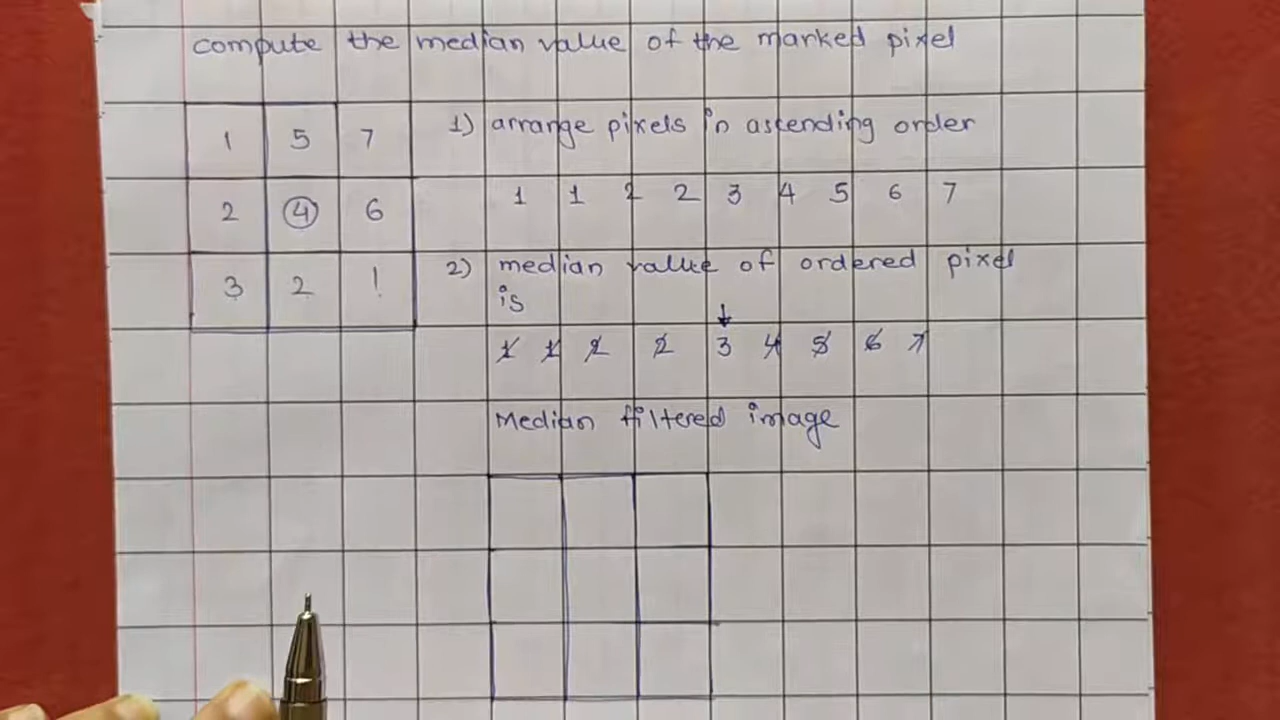 compute the median value of the marked pixel
1 5 7
2 4 6
3 2 1
1) arrange pixels in ascending order
1 1 2 2 3 4 5 6 7
2) median value of ordered pixel
is
1 1 2 2 3 4 5 6 7
Median filtered image